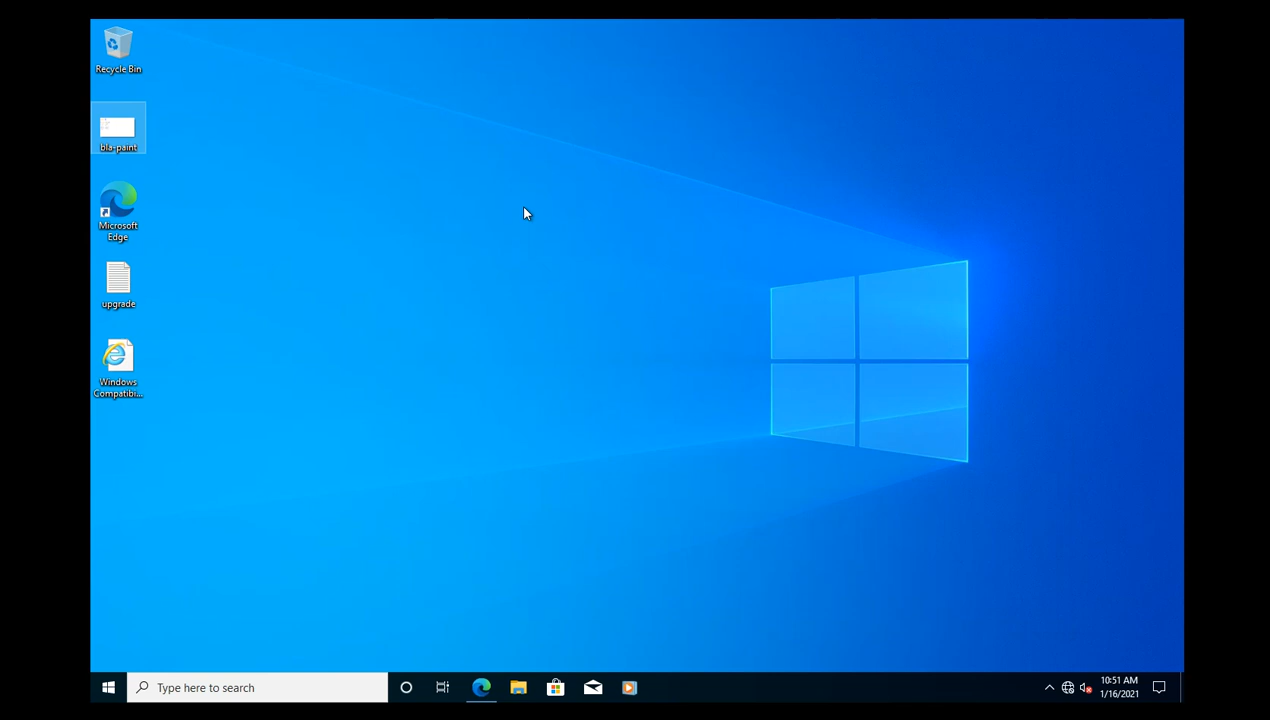 Recycle Bin
bla-paint
Microsoft
Edge
upgrade
Windows
Compatibi...
Type here to search
10:51 AM
1/16/2021